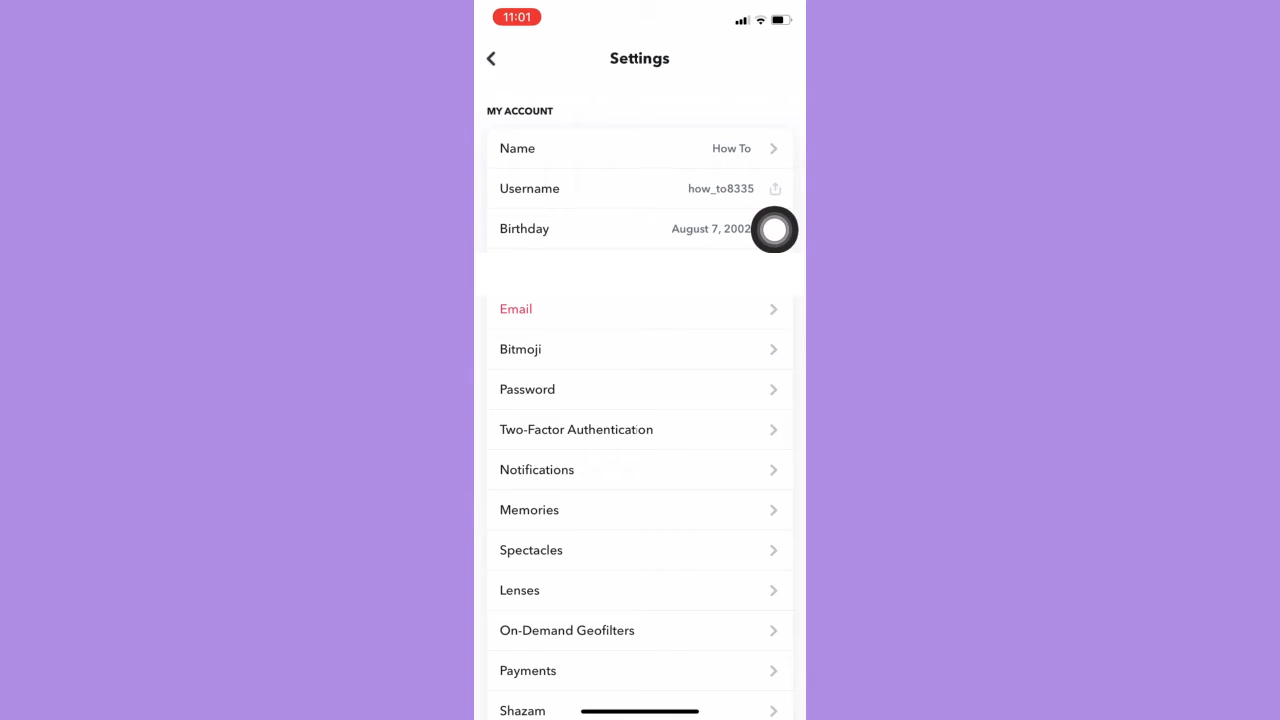 11:01
Settings
MY ACCOUNT
Name How To
Username how_to8335
Birthday August 7, 2002
Email
Bitmoji
Password
Two-Factor Authentication
Notifications
Memories
Spectacles
Lenses
On-Demand Geofilters
Payments
Shazam